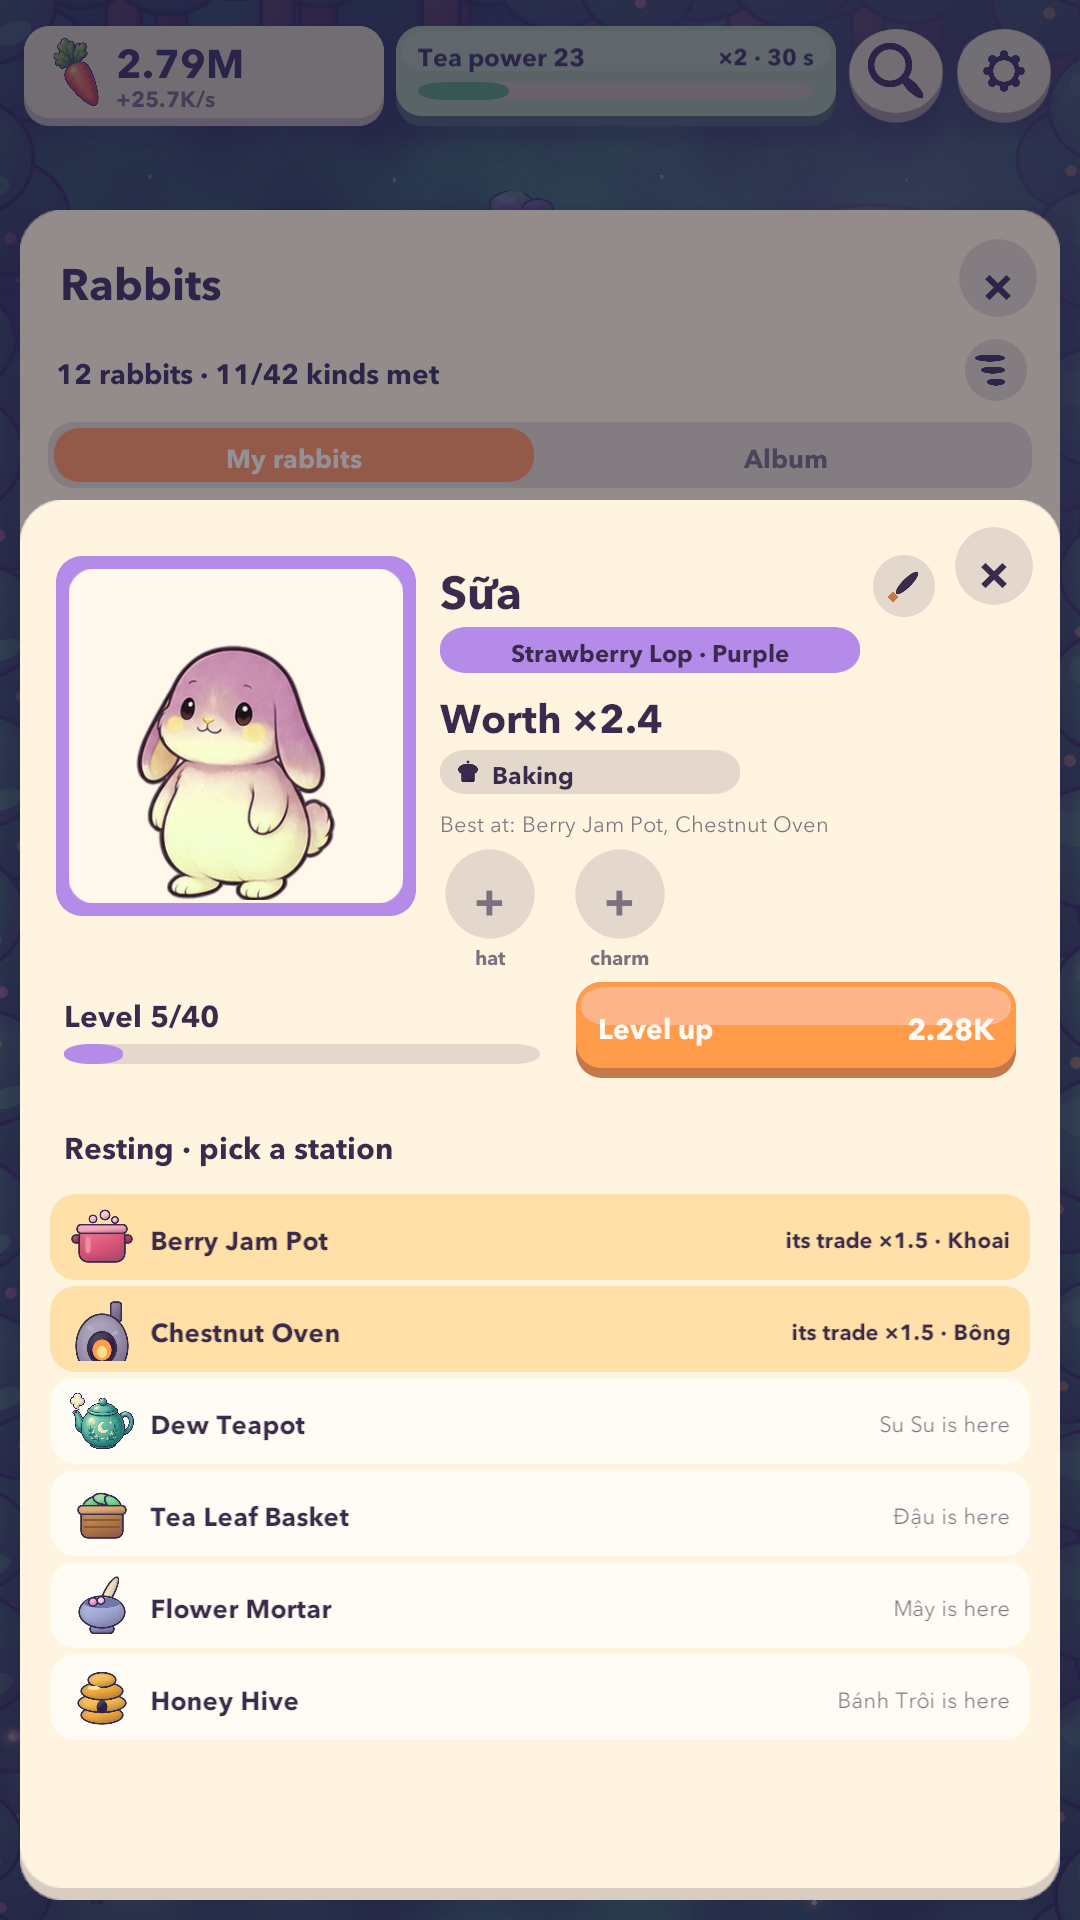 2.79M
+25.7K/s
Tea power 23
×2 · 30 s
Rabbits
12 rabbits · 11/42 kinds met
My rabbits
Album
Sữa
Strawberry Lop · Purple
Worth ×2.4
Baking
Best at: Berry Jam Pot, Chestnut Oven
hat
charm
Level 5/40
Level up
2.28K
Resting · pick a station
Berry Jam Pot
its trade ×1.5 · Khoai
Chestnut Oven
its trade ×1.5 · Bông
Dew Teapot
Su Su is here
Tea Leaf Basket
Đậu is here
Flower Mortar
Mây is here
Honey Hive
Bánh Trôi is here